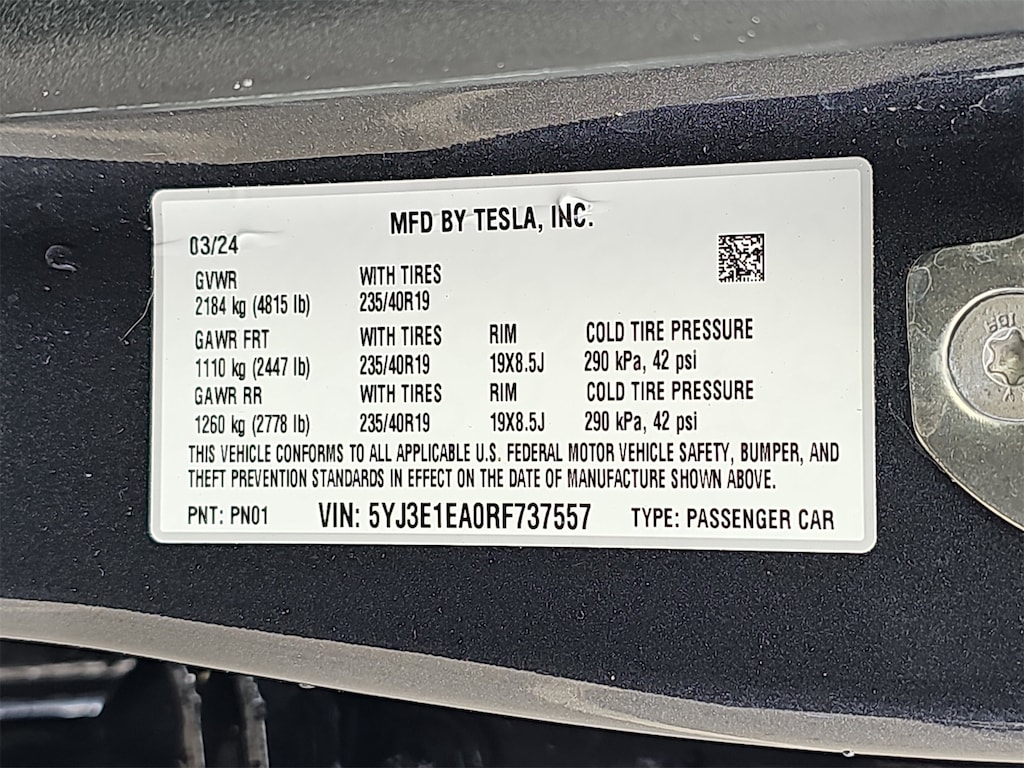 MFD BY TESLA, INC.
03/24
GVWR WITH TIRES
2184 kg (4815 lb) 235/40R19
GAWR FRT WITH TIRES RIM COLD TIRE PRESSURE
1110 kg (2447 lb) 235/40R19 19X8.5J 290 kPa, 42 psi
GAWR RR WITH TIRES RIM COLD TIRE PRESSURE
1260 kg (2778 lb) 235/40R19 19X8.5J 290 kPa, 42 psi
THIS VEHICLE CONFORMS TO ALL APPLICABLE U.S. FEDERAL MOTOR VEHICLE SAFETY, BUMPER, AND
THEFT PREVENTION STANDARDS IN EFFECT ON THE DATE OF MANUFACTURE SHOWN ABOVE.
PNT: PN01 VIN: 5YJ3E1EA0RF737557 TYPE: PASSENGER CAR